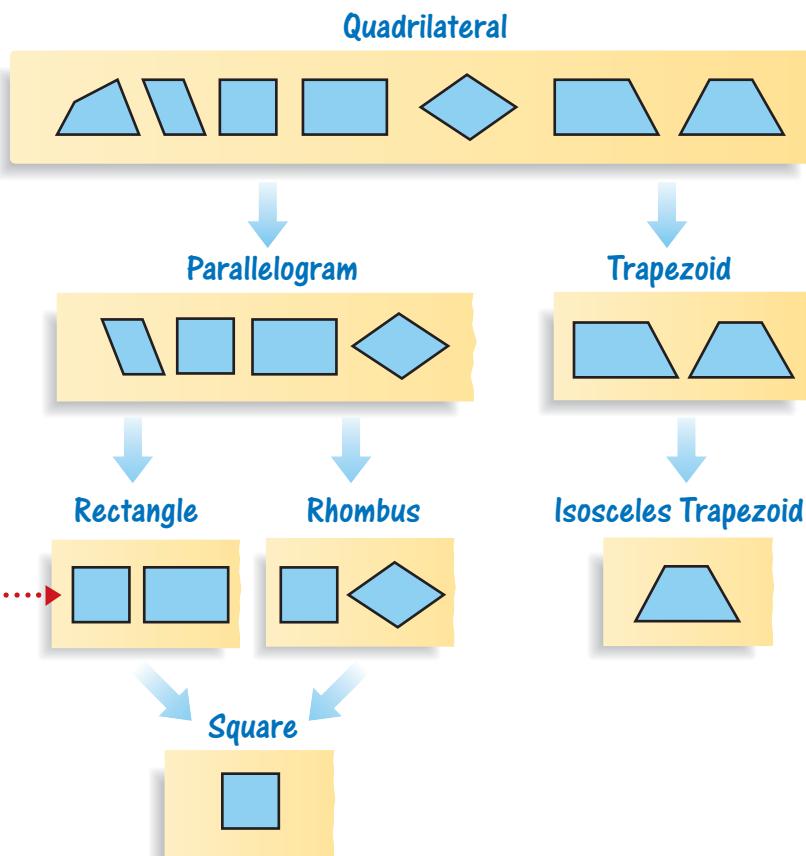 Quadrilateral
Parallelogram
Trapezoid
Rectangle
Rhombus
Isosceles Trapezoid
Square